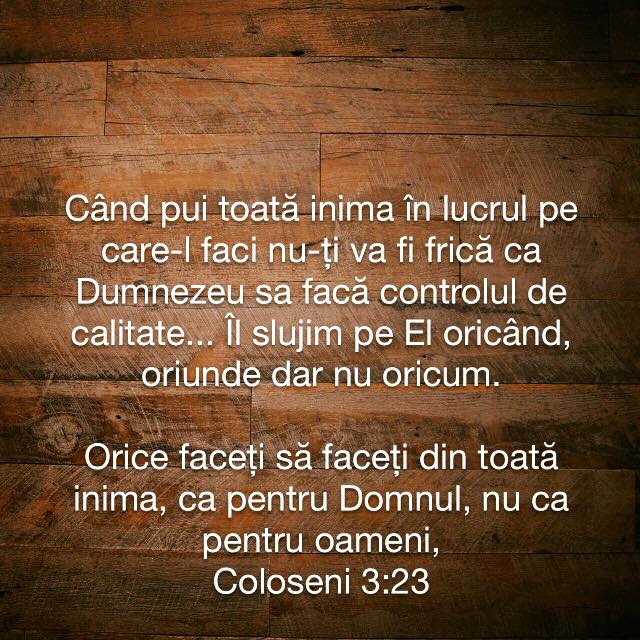 Când pui toată inima în lucrul pe
care-l faci nu-ți va fi frică ca
Dumnezeu sa facă controlul de
calitate... Îl slujim pe El oricând,
oriunde dar nu oricum.
Orice faceți să faceți din toată
inima, ca pentru Domnul, nu ca
pentru oameni,
Coloseni 3:23